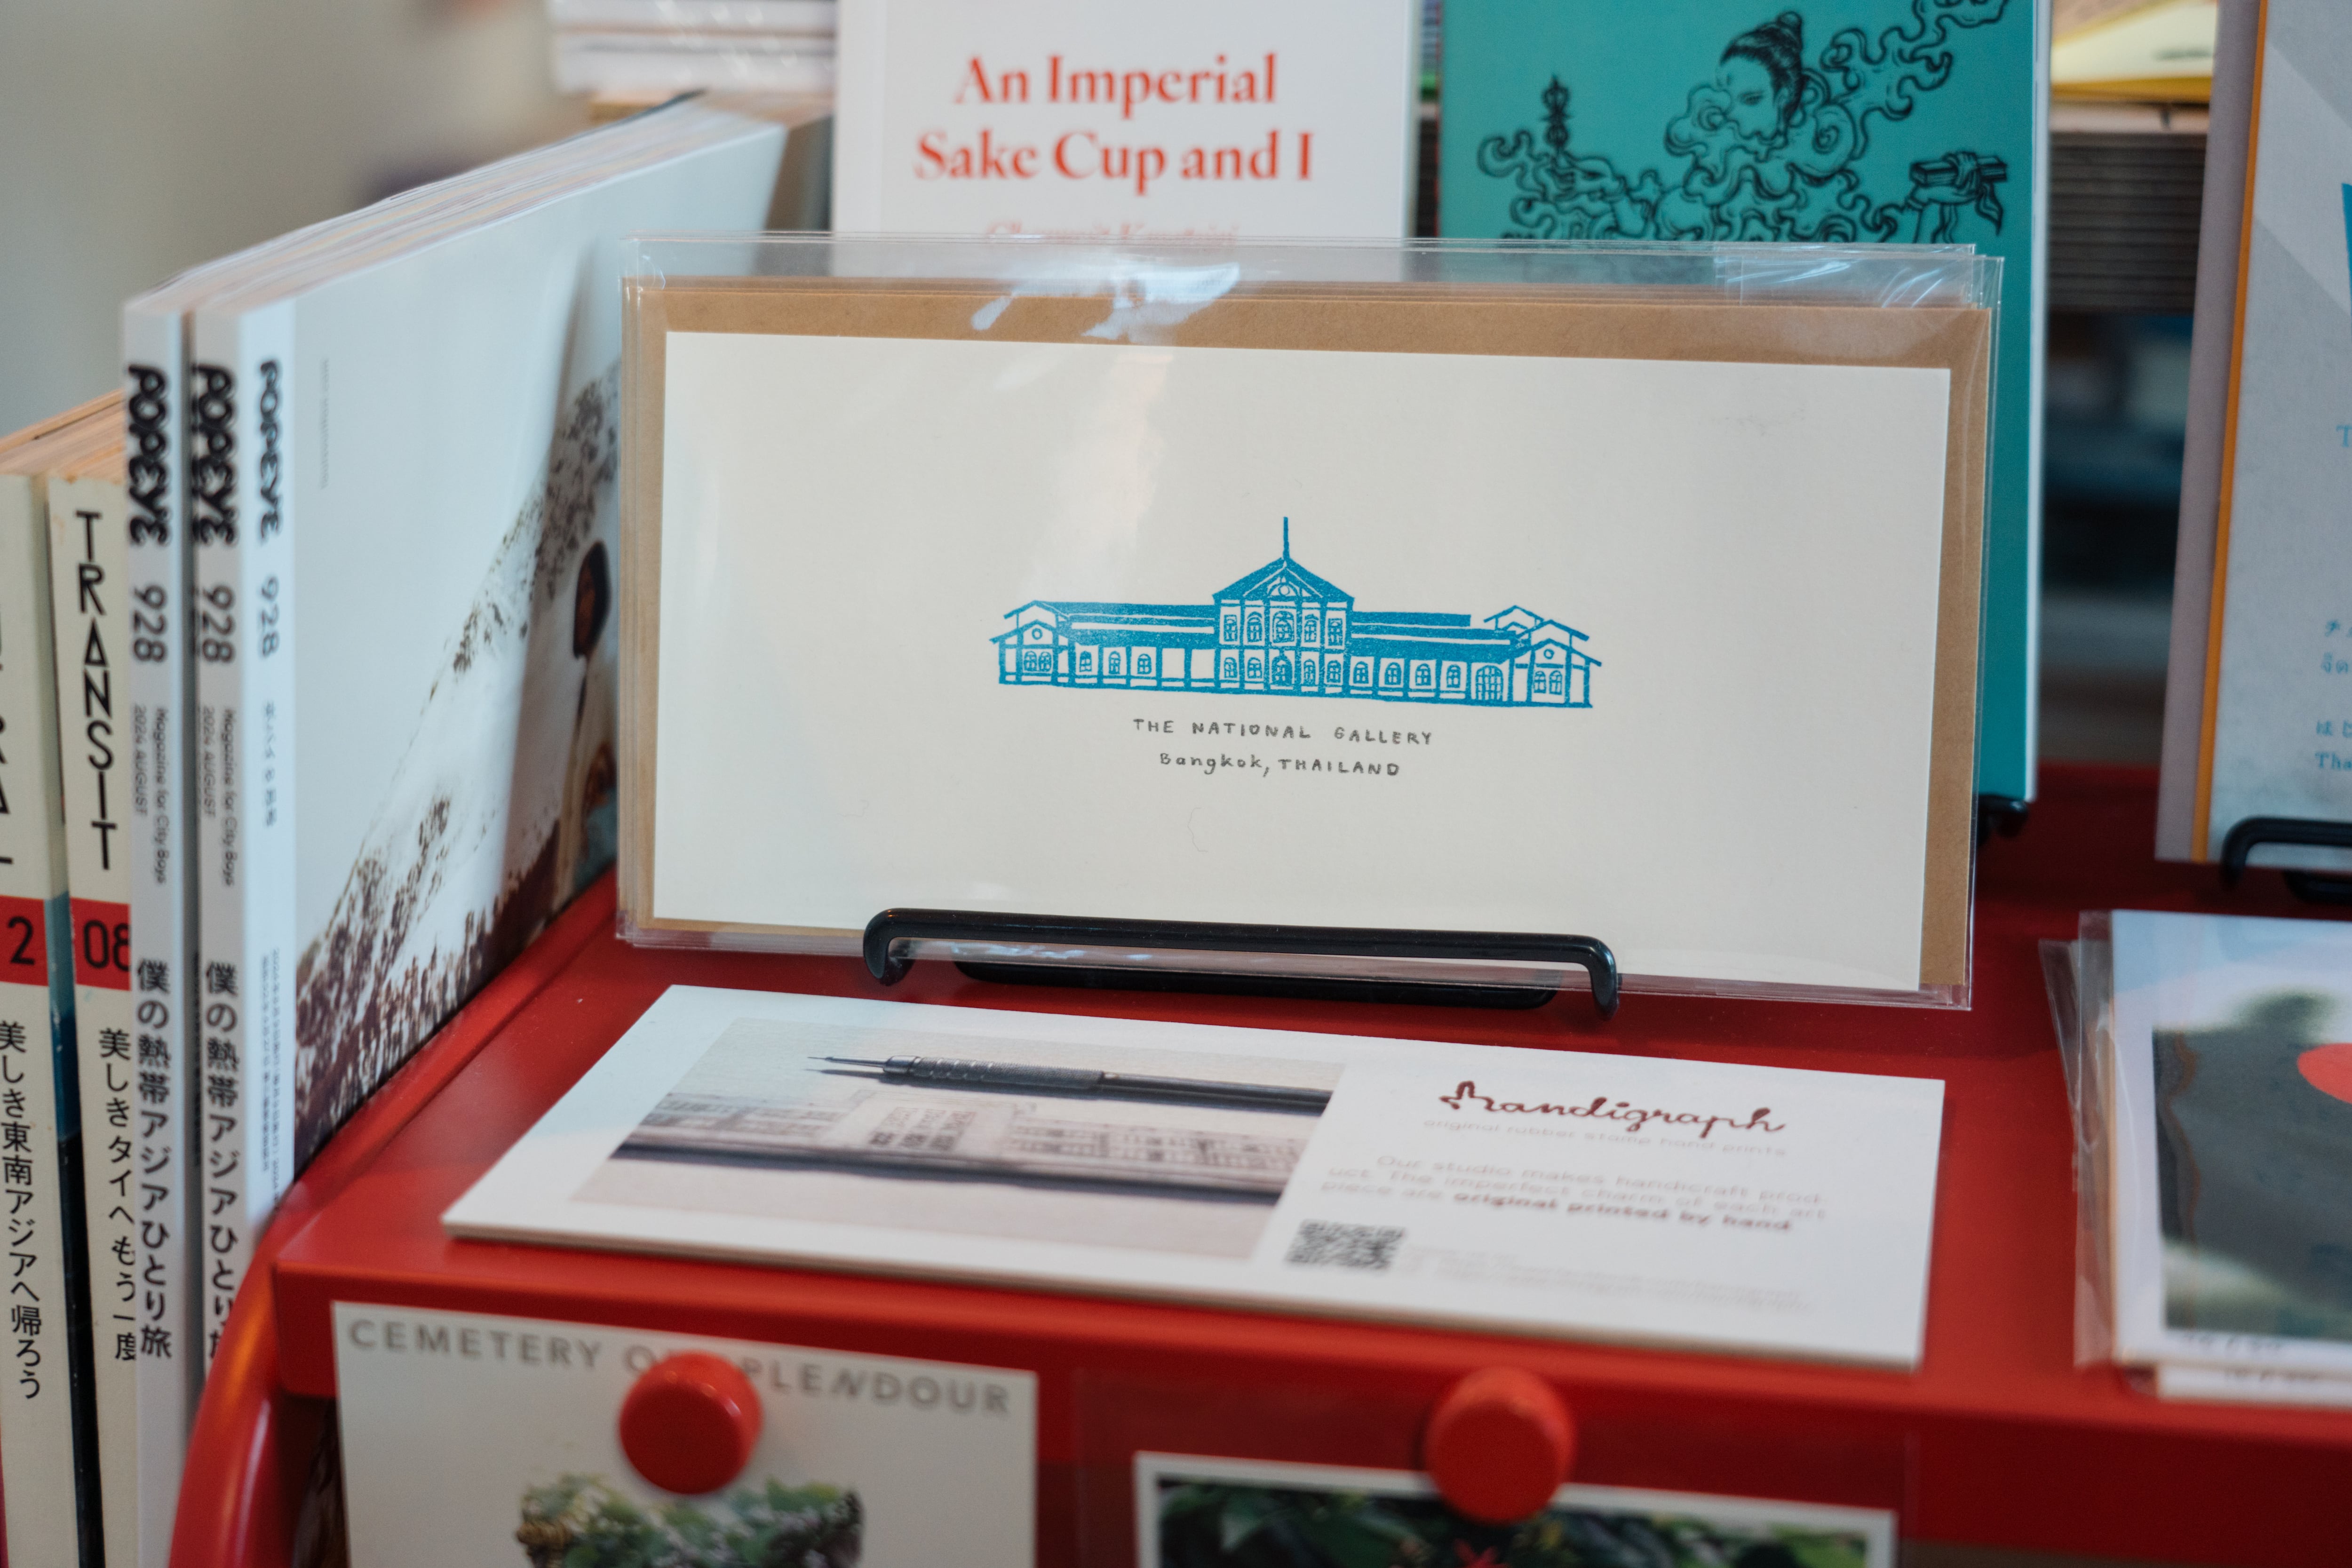 An Imperial
Sake Cup and I
POPEYE 928 Magazine for City Boys 2024 AUGUST 僕の熱帯アジアひとり旅
POPEYE 928 Magazine for City Boys 2024 AUGUST 僕の熱帯アジアひとり旅
POPEYE 928
TRANSIT
2
08
美しき東南アジアへ帰ろう
美しきタイへ もう一度
THE NATIONAL GALLERY
Bangkok, THAILAND
handigraph
original rubber stamp hand prints
Our studio makes handicraft prod-
uct. The imperfect charm of each art
piece are original printed by hand
CEMETERY OF SPLENDOUR